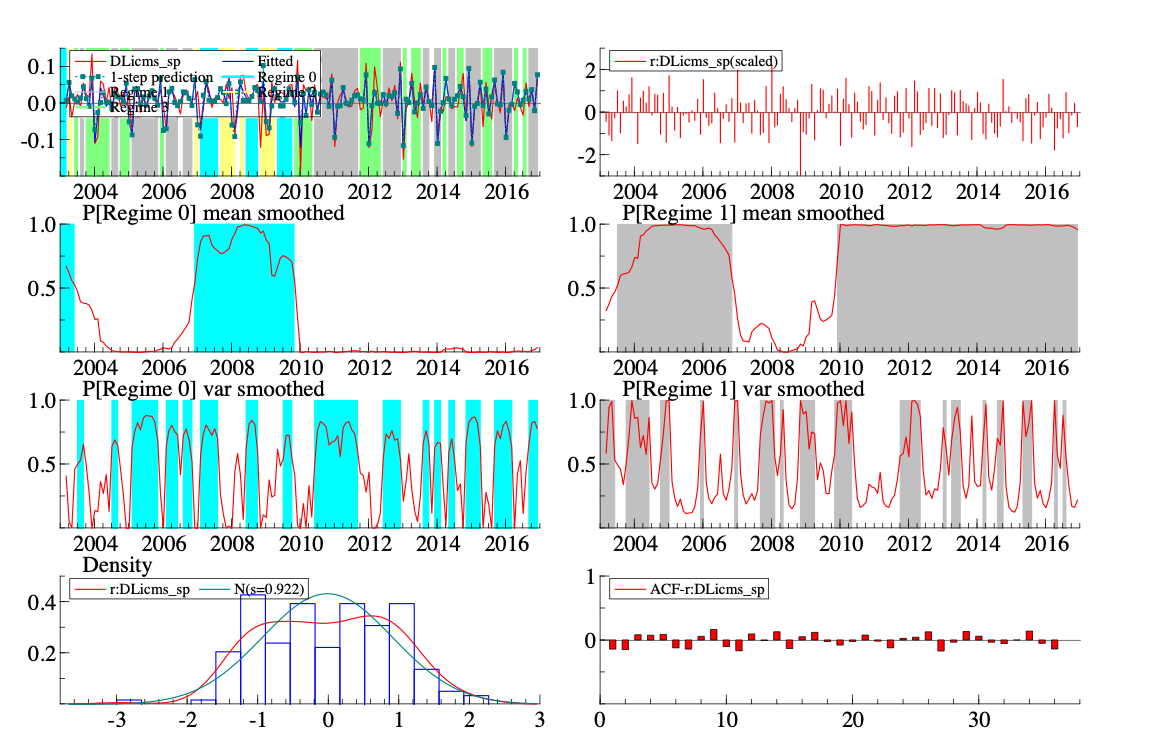 DLicms_sp Fitted
1-step prediction Regime 0
Regime 1 Regime 2
Regime 3
0.1
0.0
-0.1
2004 2006 2008 2010 2012 2014 2016
r:DLicms_sp(scaled)
2
0
-2
2004 2006 2008 2010 2012 2014 2016
P[Regime 0] mean smoothed
1.0
0.5
2004 2006 2008 2010 2012 2014 2016
P[Regime 1] mean smoothed
1.0
0.5
2004 2006 2008 2010 2012 2014 2016
P[Regime 0] var smoothed
1.0
0.5
2004 2006 2008 2010 2012 2014 2016
P[Regime 1] var smoothed
1.0
0.5
2004 2006 2008 2010 2012 2014 2016
Density
r:DLicms_sp N(s=0.922)
0.4
0.2
-3 -2 -1 0 1 2 3
ACF-r:DLicms_sp
1
0
0 10 20 30